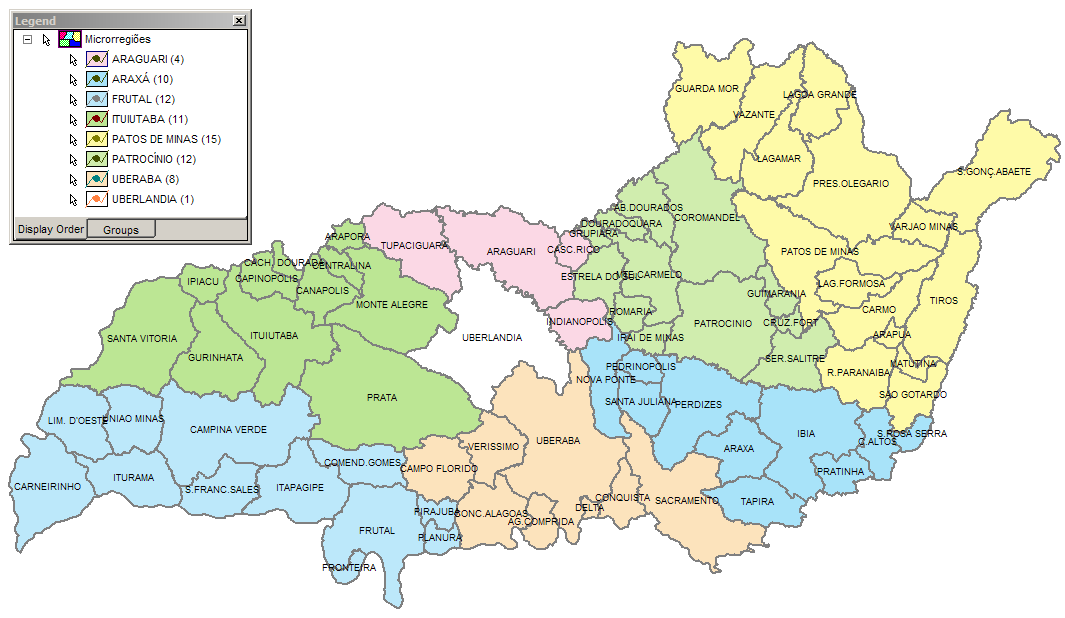 Legend
Microrregiões
ARAGUARI (4)
ARAXÁ (10)
FRUTAL (12)
ITUIUTABA (11)
PATOS DE MINAS (15)
PATROCÍNIO (12)
UBERABA (8)
UBERLANDIA (1)
Display Order
Groups
GUARDA MOR
LAGOA GRANDE
VAZANTE
LAGAMAR
S.GONÇ.ABAETE
PRES.OLEGARIO
AB.DOURADOS
COROMANDEL
DOURADOQUARA
GRUPIARA
VARJAO MINAS
ARAPORA
TUPACIGUARA
ARAGUARI
CASC.RICO
PATOS DE MINAS
CACH. DOURADA
CENTRALINA
IPIACU
CAPINOPOLIS
CANAPOLIS
ESTRELA DO SUL
MTE.CARMELO
LAG.FORMOSA
GUIMARANIA
TIROS
MONTE ALEGRE
CARMO
ROMARIA
INDIANOPOLIS
PATROCINIO
CRUZ.FORT
SANTA VITORIA
ITUIUTABA
UBERLANDIA
IRAI DE MINAS
ARAPUA
GURINHATA
SER.SALITRE
MATUTINA
PEDRINOPOLIS
R.PARANAIBA
NOVA PONTE
PRATA
SAO GOTARDO
SANTA JULIANA
PERDIZES
LIM. D'OESTE
UNIAO MINAS
CAMPINA VERDE
IBIA
S.ROSA SERRA
C.ALTOS
UBERABA
VERISSIMO
ARAXA
COMEND.GOMES
CAMPO FLORIDO
PRATINHA
ITURAMA
CARNEIRINHO
S.FRANC.SALES
ITAPAGIPE
CONQUISTA
SACRAMENTO
TAPIRA
DELTA
PIRAJUBA
CONC.ALAGOAS
AG.COMPRIDA
FRUTAL
PLANURA
FRONTEIRA